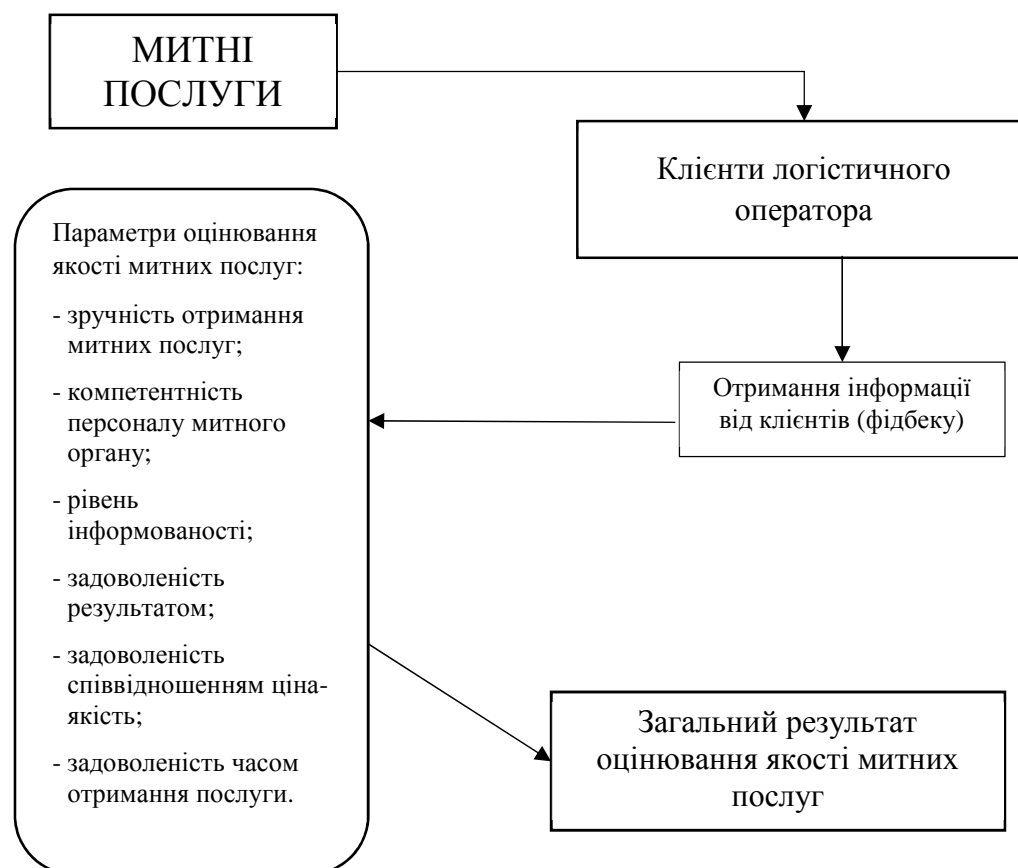 МИТНІ
ПОСЛУГИ
Клієнти логістичного
оператора
Отримання інформації
від клієнтів (фідбеку)
Параметри оцінювання
якості митних послуг:
- зручність отримання
митних послуг;
- компетентність
персоналу митного
органу;
- рівень
інформованості;
- задоволеність
результатом;
- задоволеність
співвідношенням ціна-
якість;
- задоволеність часом
отримання послуги.
Загальний результат
оцінювання якості митних
послуг